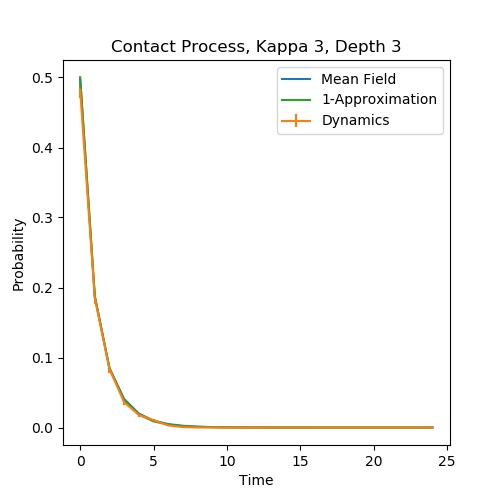 Contact Process, Kappa 3, Depth 3
Mean Field
1-Approximation
Dynamics
0.5
0.4
0.3
0.2
0.1
0.0
Probability
0 5 10 15 20 25
Time